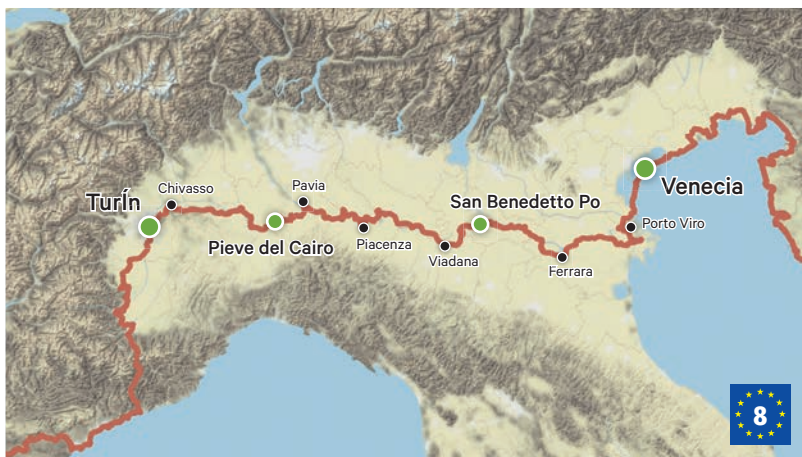 Turín
Chivasso
Pavia
San Benedetto Po
Venecia
Pieve del Cairo
Piacenza
Viadana
Ferrara
Porto Viro
8